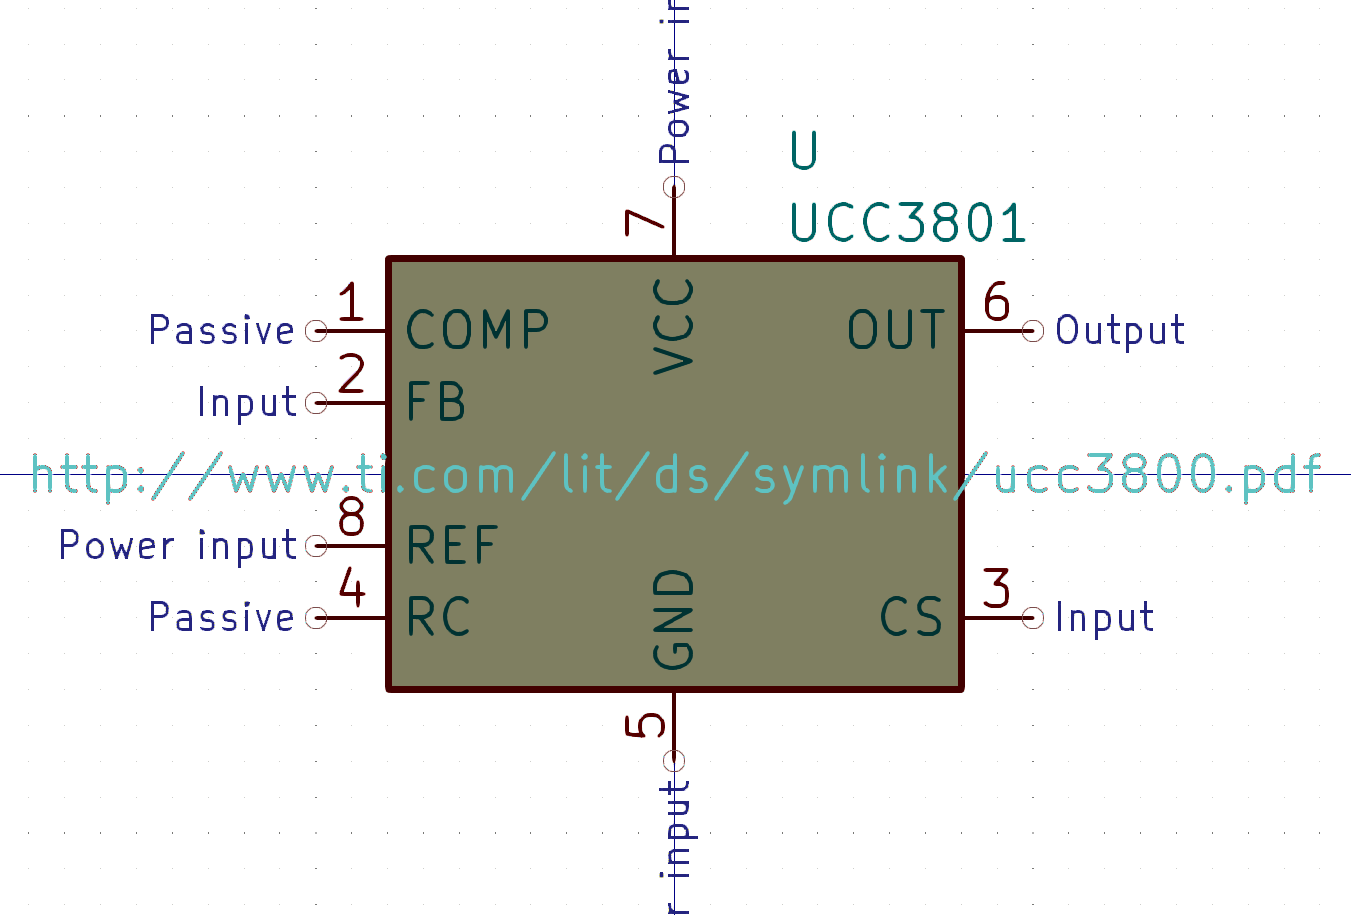 Power in
U
UCC3801
7
VCC
1
Passive
COMP
OUT
6
Output
2
Input
FB
http://www.ti.com/lit/ds/symlink/ucc3800.pdf
8
Power input
REF
4
Passive
RC
GND
CS
3
Input
5
r input